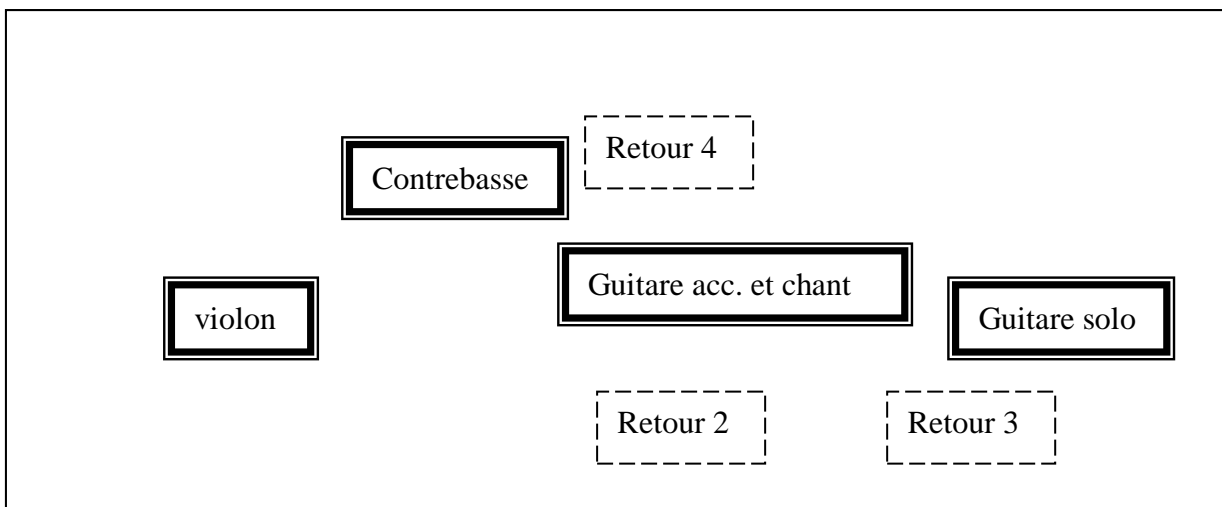 Retour 4
Contrebasse
Guitare acc. et chant
violon
Guitare solo
Retour 2
Retour 3